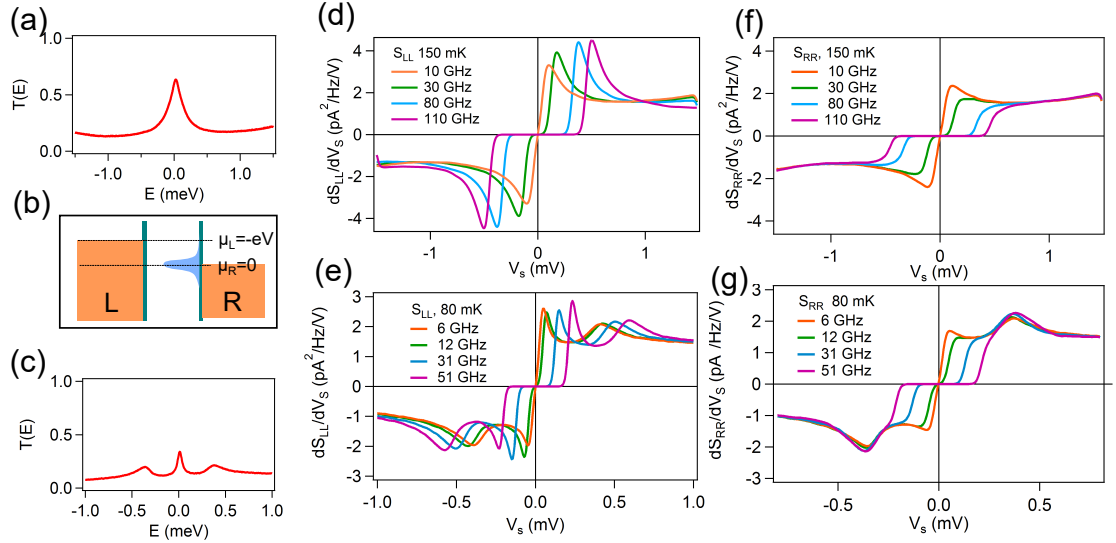 (a)
1.0
0.5
0.0
T(E)
-1
0
1
E (meV)
(b)
μL=-eV
μR=0
L
R
(c)
1.0
0.5
0.0
T(E)
-1.0
-0.5
0.0
0.5
1.0
E (meV)
(d)
SLL 150 mK
10 GHz
30 GHz
80 GHz
110 GHz
4
2
0
-2
-4
dSLL/dVS (pA²/Hz/V)
-1
0
1
Vs (mV)
(e)
SLL, 80 mK
6 GHz
12 GHz
31 GHz
51 GHz
3
2
1
0
-1
-2
-3
dSLL/dVS (pA²/Hz/V)
-1.0
-0.5
0.0
0.5
1.0
Vs (mV)
(f)
SRR, 150 mK
10 GHz
30 GHz
80 GHz
110 GHz
4
2
0
-2
-4
dSRR/dVS (pA²/Hz/V)
-1
0
1
Vs (mV)
(g)
SRR 80 mK
6 GHz
12 GHz
31 GHz
51 GHz
3
2
1
0
-1
-2
-3
dSRR/dVS (pA²/Hz/V)
-0.5
0.0
0.5
Vs (mV)